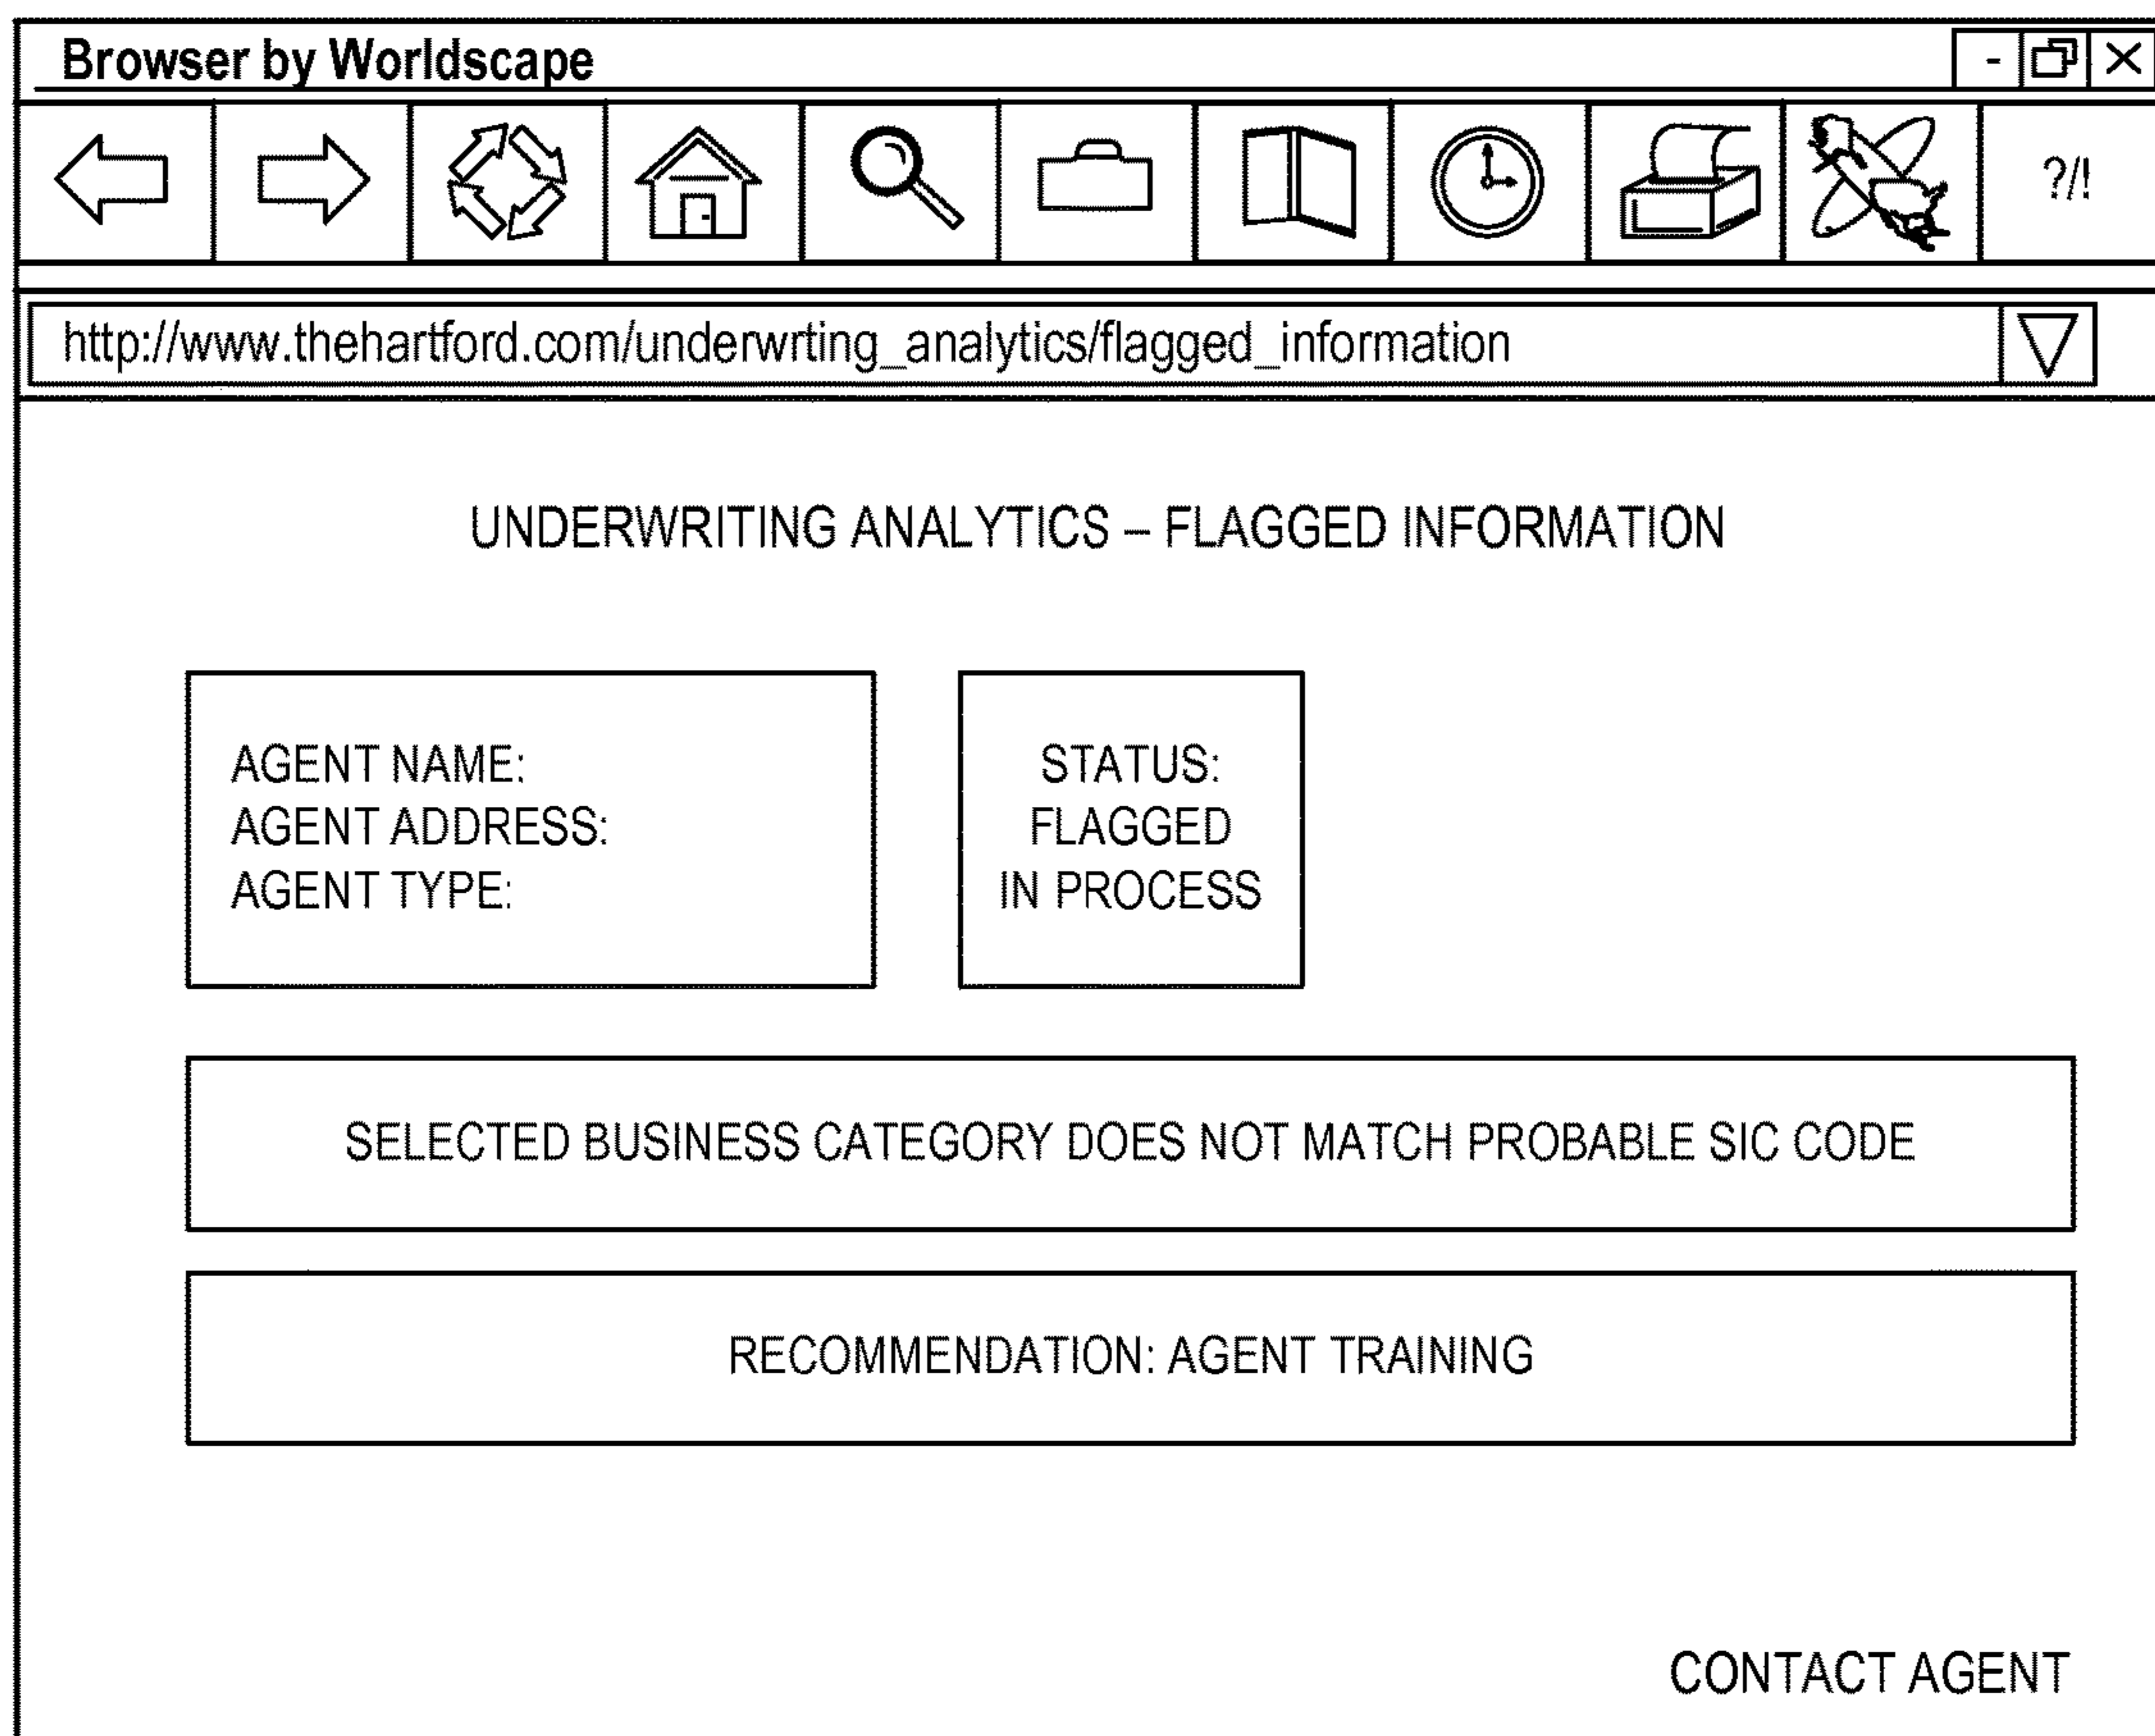 Browser by Worldscape
?/!
http://www.thehartford.com/underwrting_analytics/flagged_information
UNDERWRITING ANALYTICS – FLAGGED INFORMATION
AGENT NAME:
AGENT ADDRESS:
AGENT TYPE:
STATUS:
FLAGGED
IN PROCESS
SELECTED BUSINESS CATEGORY DOES NOT MATCH PROBABLE SIC CODE
RECOMMENDATION: AGENT TRAINING
CONTACT AGENT